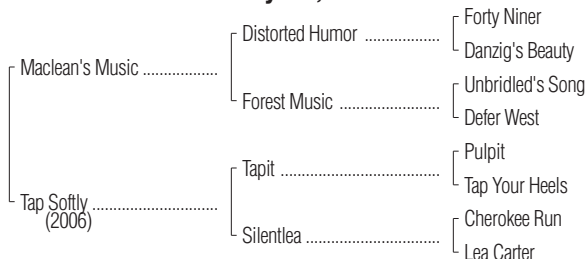 Forty Niner
Distorted Humor ..................
Danzig's Beauty
Maclean's Music ..................
Unbridled's Song
Forest Music ........................
Defer West
Pulpit
Tapit ......................................
Tap Your Heels
Tap Softly ..............................
(2006)
Cherokee Run
Silentlea ................................
Lea Carter